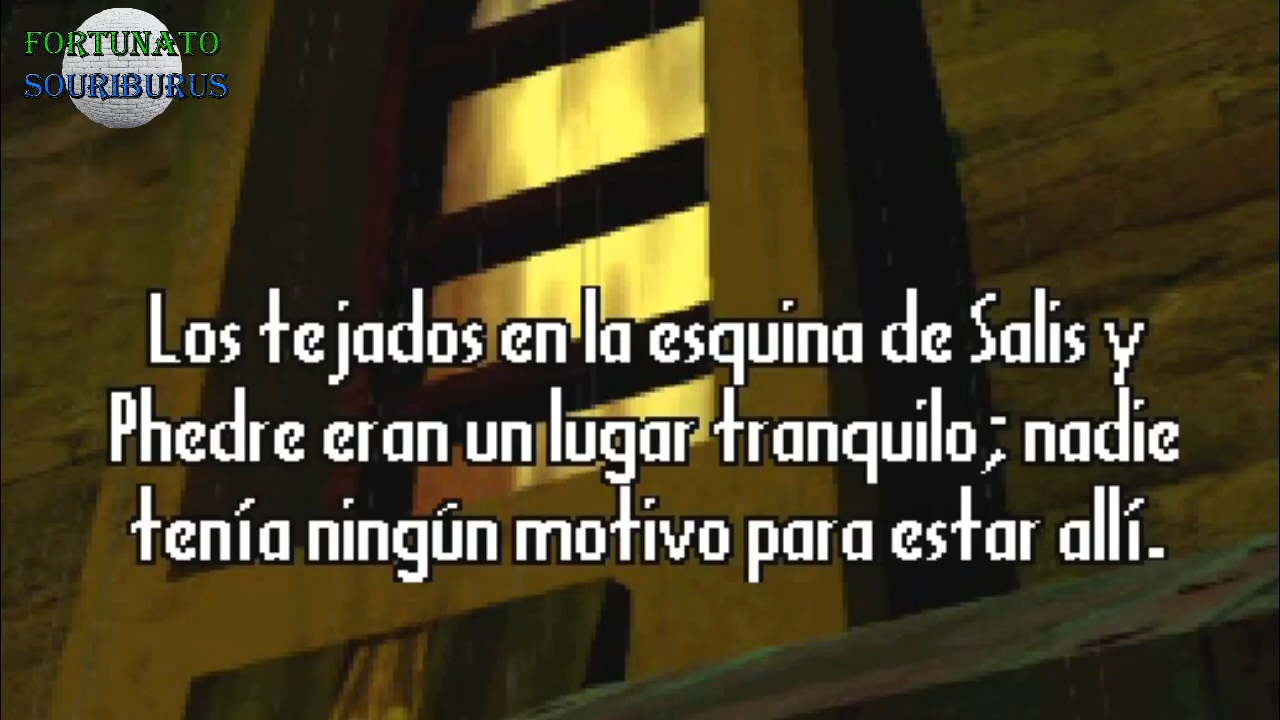 FORTUNATO
SOURIBURUS
Los tejados en la esquina de Salis y
Phedre eran un lugar tranquilo; nadie
tenía ningún motivo para estar allí.